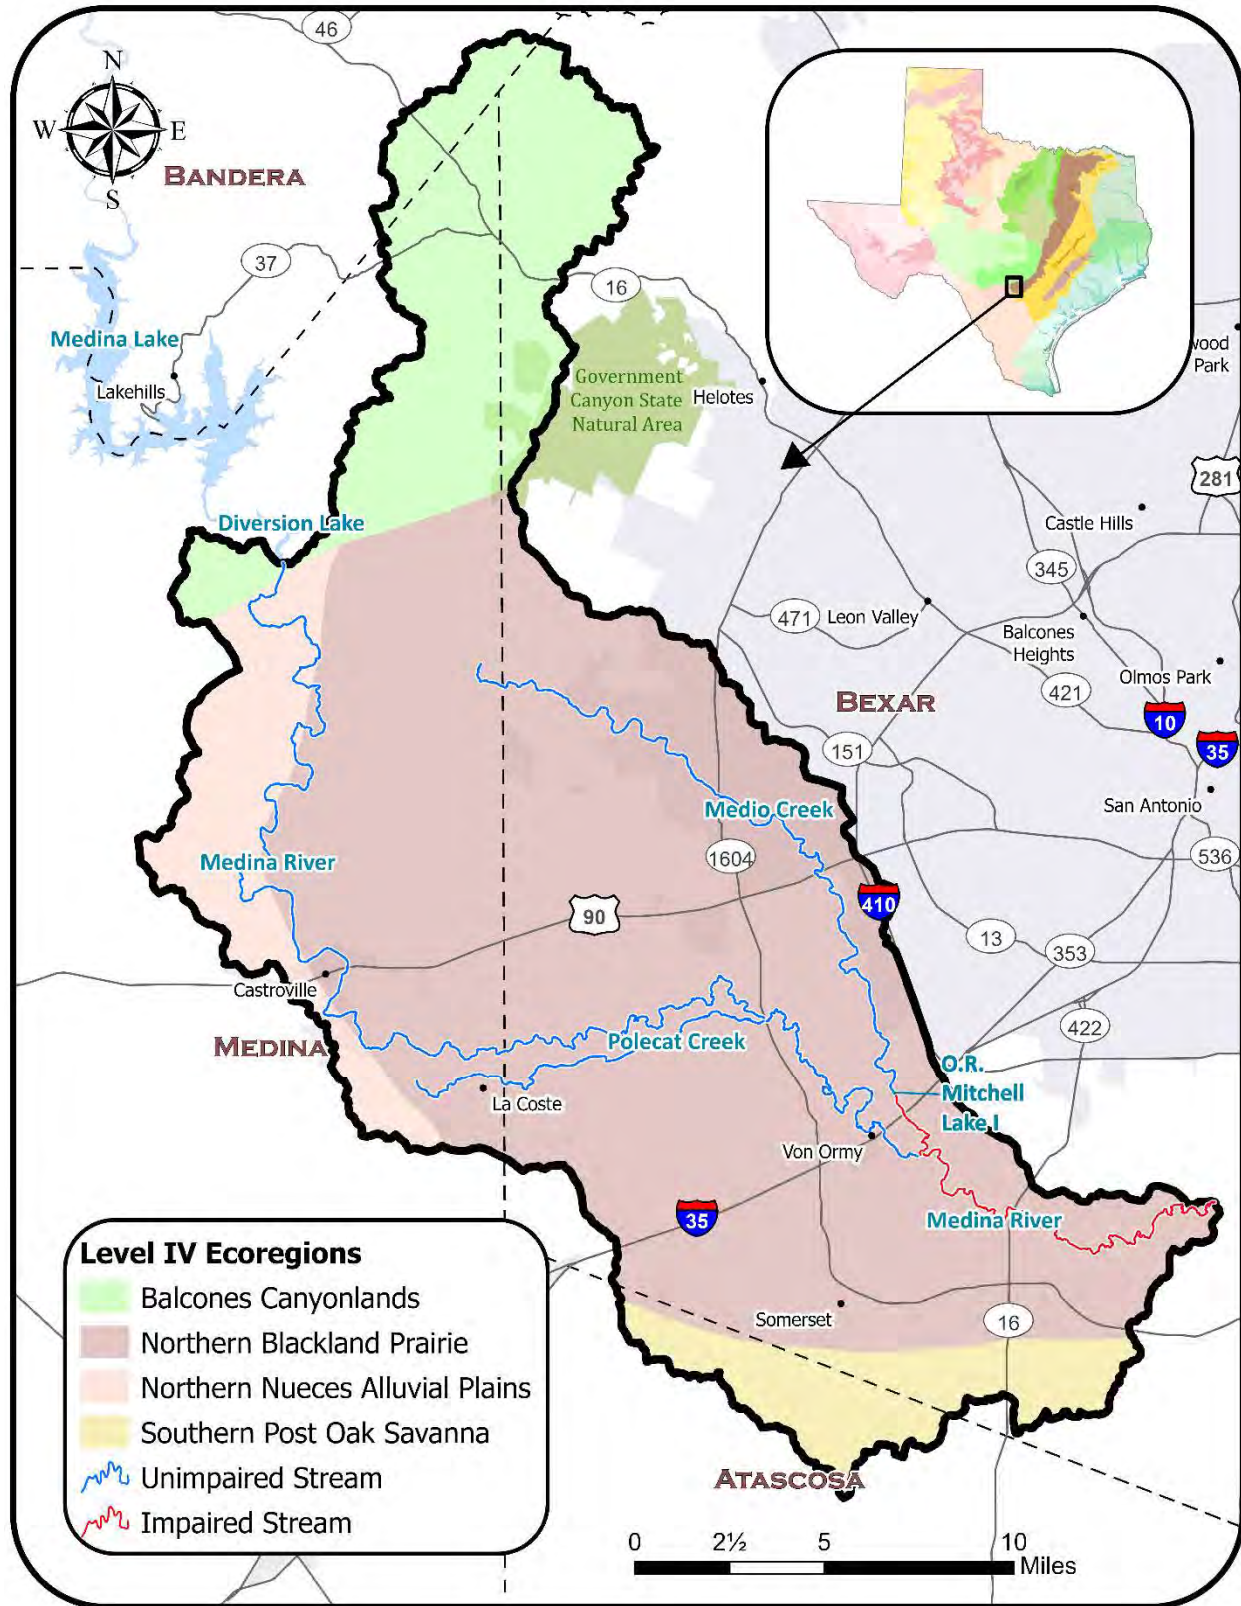 46
N
W
E
S
BANDERA
37
16
Medina Lake
Lakehills
Government
Canyon State
Natural Area
Helotes
wood
Park
281
Diversion Lake
Castle Hills
345
471
Leon Valley
Balcones
Heights
Olmos Park
421
BEXAR
10
35
151
San Antonio
Medio Creek
Medina River
1604
536
410
90
13
353
Castroville
422
MEDINA
Polecat Creek
O.R.
Mitchell
Lake I
La Coste
Von Ormy
35
Medina River
Somerset
16
ATASCOSA
Level IV Ecoregions
Balcones Canyonlands
Northern Blackland Prairie
Northern Nueces Alluvial Plains
Southern Post Oak Savanna
Unimpaired Stream
Impaired Stream
0 2½ 5 10
Miles